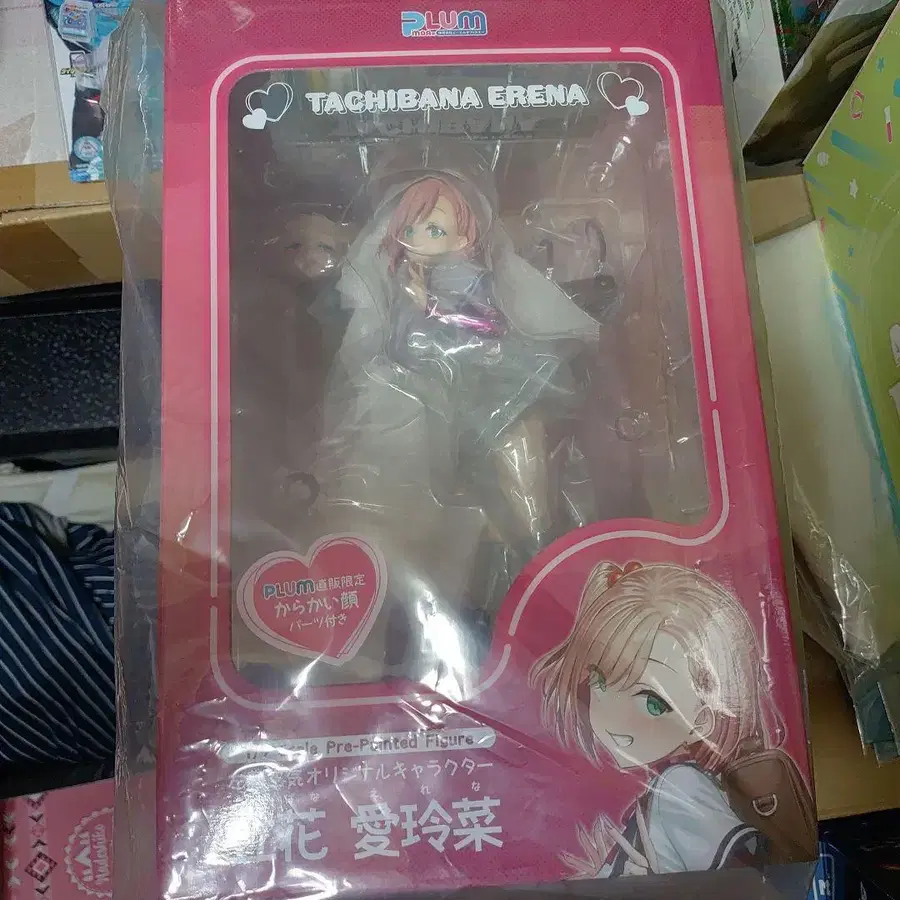 PLUM
TACHIBANA ERENA
PLUM直販限定
からかい顔
パーツ付き
Pre-Painted Figure
オリジナルキャラクター
れ な
花 愛玲菜